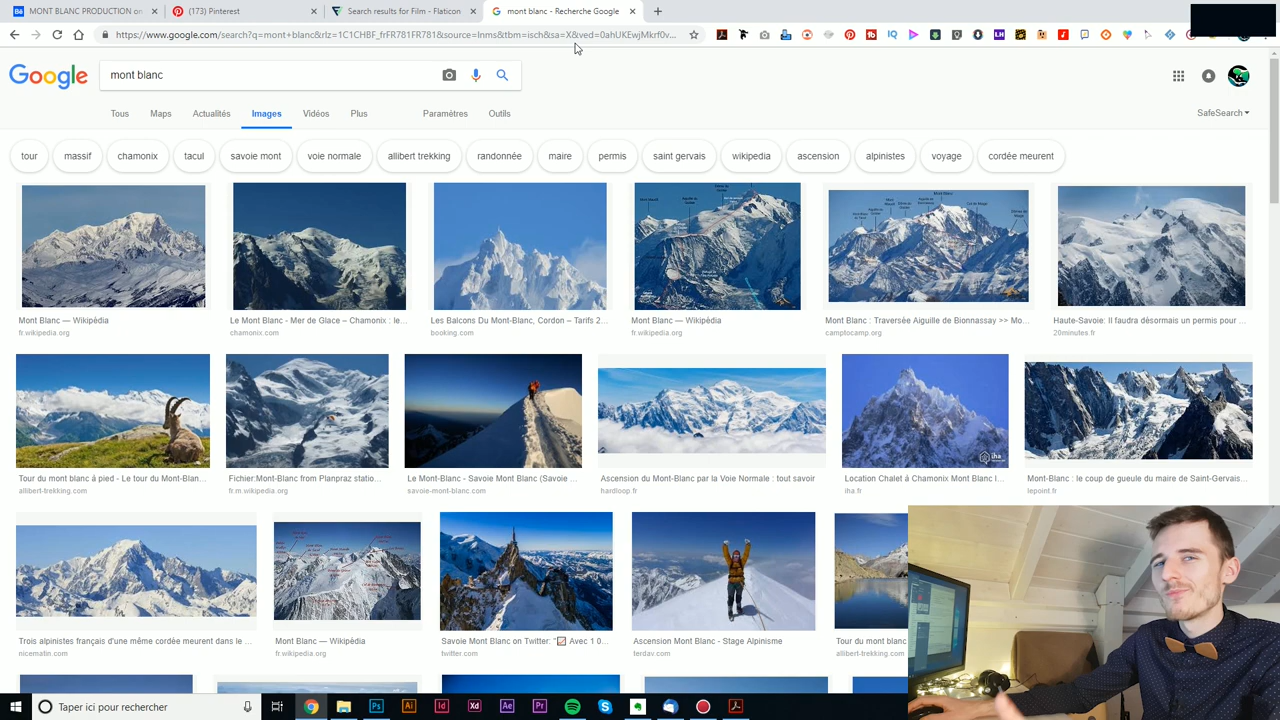 MONT BLANC PRODUCTION on
(173) Pinterest
Search results for Film - Flaticon
mont blanc - Recherche Google
https://www.google.com/search?q=mont+blanc&rlz=1C1CHBF_frFR781FR781&source=lnms&tbm=isch&sa=X&ved=0ahUKEwjMkrf0v...
Google
mont blanc
Tous Maps Actualités Images Vidéos Plus Paramètres Outils SafeSearch
tour massif chamonix tacul savoie mont voie normale allibert trekking randonnée maire permis saint gervais wikipedia ascension alpinistes voyage cordée meurent
Mont Blanc — Wikipédia
fr.wikipedia.org
Le Mont Blanc - Mer de Glace – Chamonix : le...
chamonix.com
Les Balcons Du Mont-Blanc, Cordon – Tarifs 2...
booking.com
Mont Blanc — Wikipédia
fr.wikipedia.org
Mont Blanc : Traversée Aiguille de Bionnassay >> Mo...
camptocamp.org
Haute-Savoie: Il faudra désormais un permis pour ...
20minutes.fr
iha
Tour du mont blanc à pied - Le tour du Mont-Blan...
allibert-trekking.com
Fichier:Mont-Blanc from Planpraz statio...
fr.m.wikipedia.org
Le Mont-Blanc - Savoie Mont Blanc (Savoie ...
savoie-mont-blanc.com
Ascension du Mont-Blanc par la Voie Normale : tout savoir
hardloop.fr
Location Chalet à Chamonix Mont Blanc i...
iha.fr
Mont-Blanc : le coup de gueule du maire de Saint-Gervais...
lepoint.fr
Trois alpinistes français d'une même cordée meurent dans le ...
nicematin.com
Mont Blanc — Wikipédia
fr.wikipedia.org
Savoie Mont Blanc on Twitter: "📈 Avec 1 0...
twitter.com
Ascension Mont Blanc - Stage Alpinisme
terdav.com
Tour du mont blanc
allibert-trekking.com
Taper ici pour rechercher
Ps Ai Id Xd Ae Pr